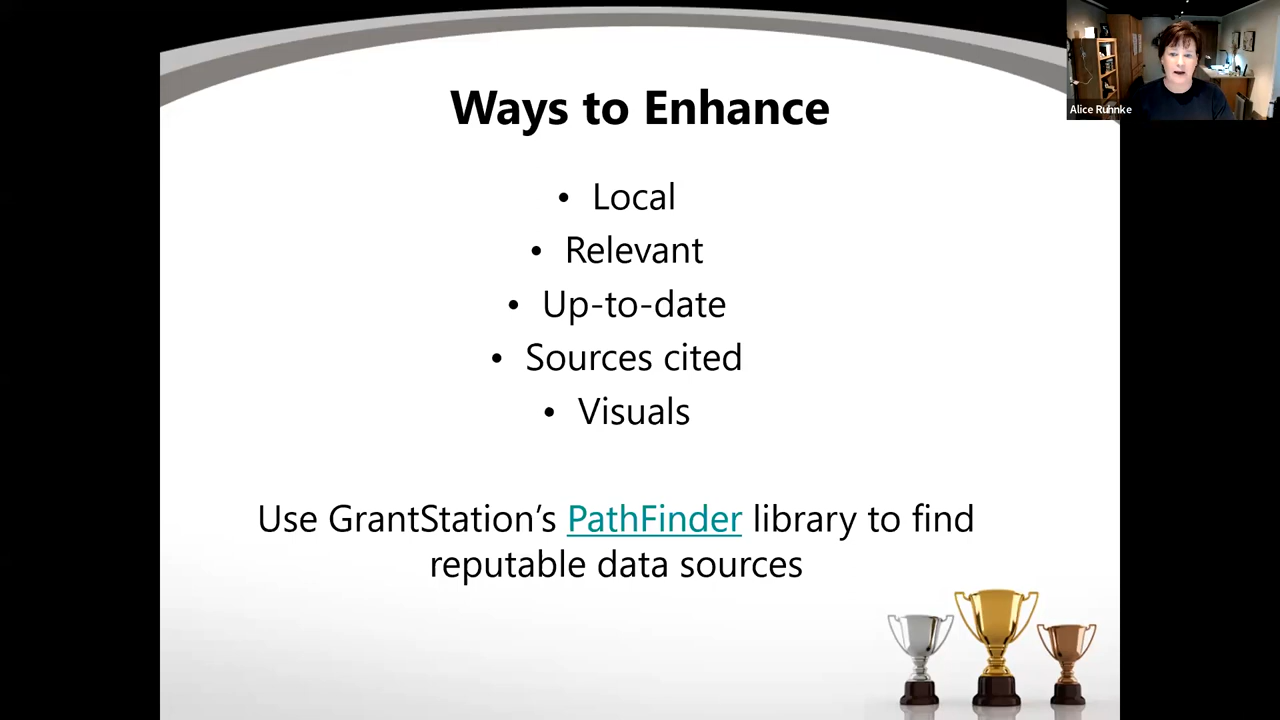 Ways to Enhance
• Local
• Relevant
• Up-to-date
• Sources cited
• Visuals
Use GrantStation’s PathFinder library to find
reputable data sources
Alice Ruhnke